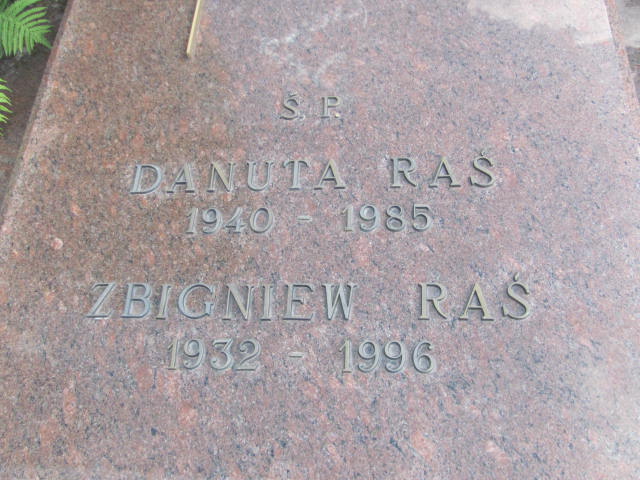 Ś. P.
DANUTA RAŚ
1940 - 1985
ZBIGNIEW RAŚ
1932 - 1996